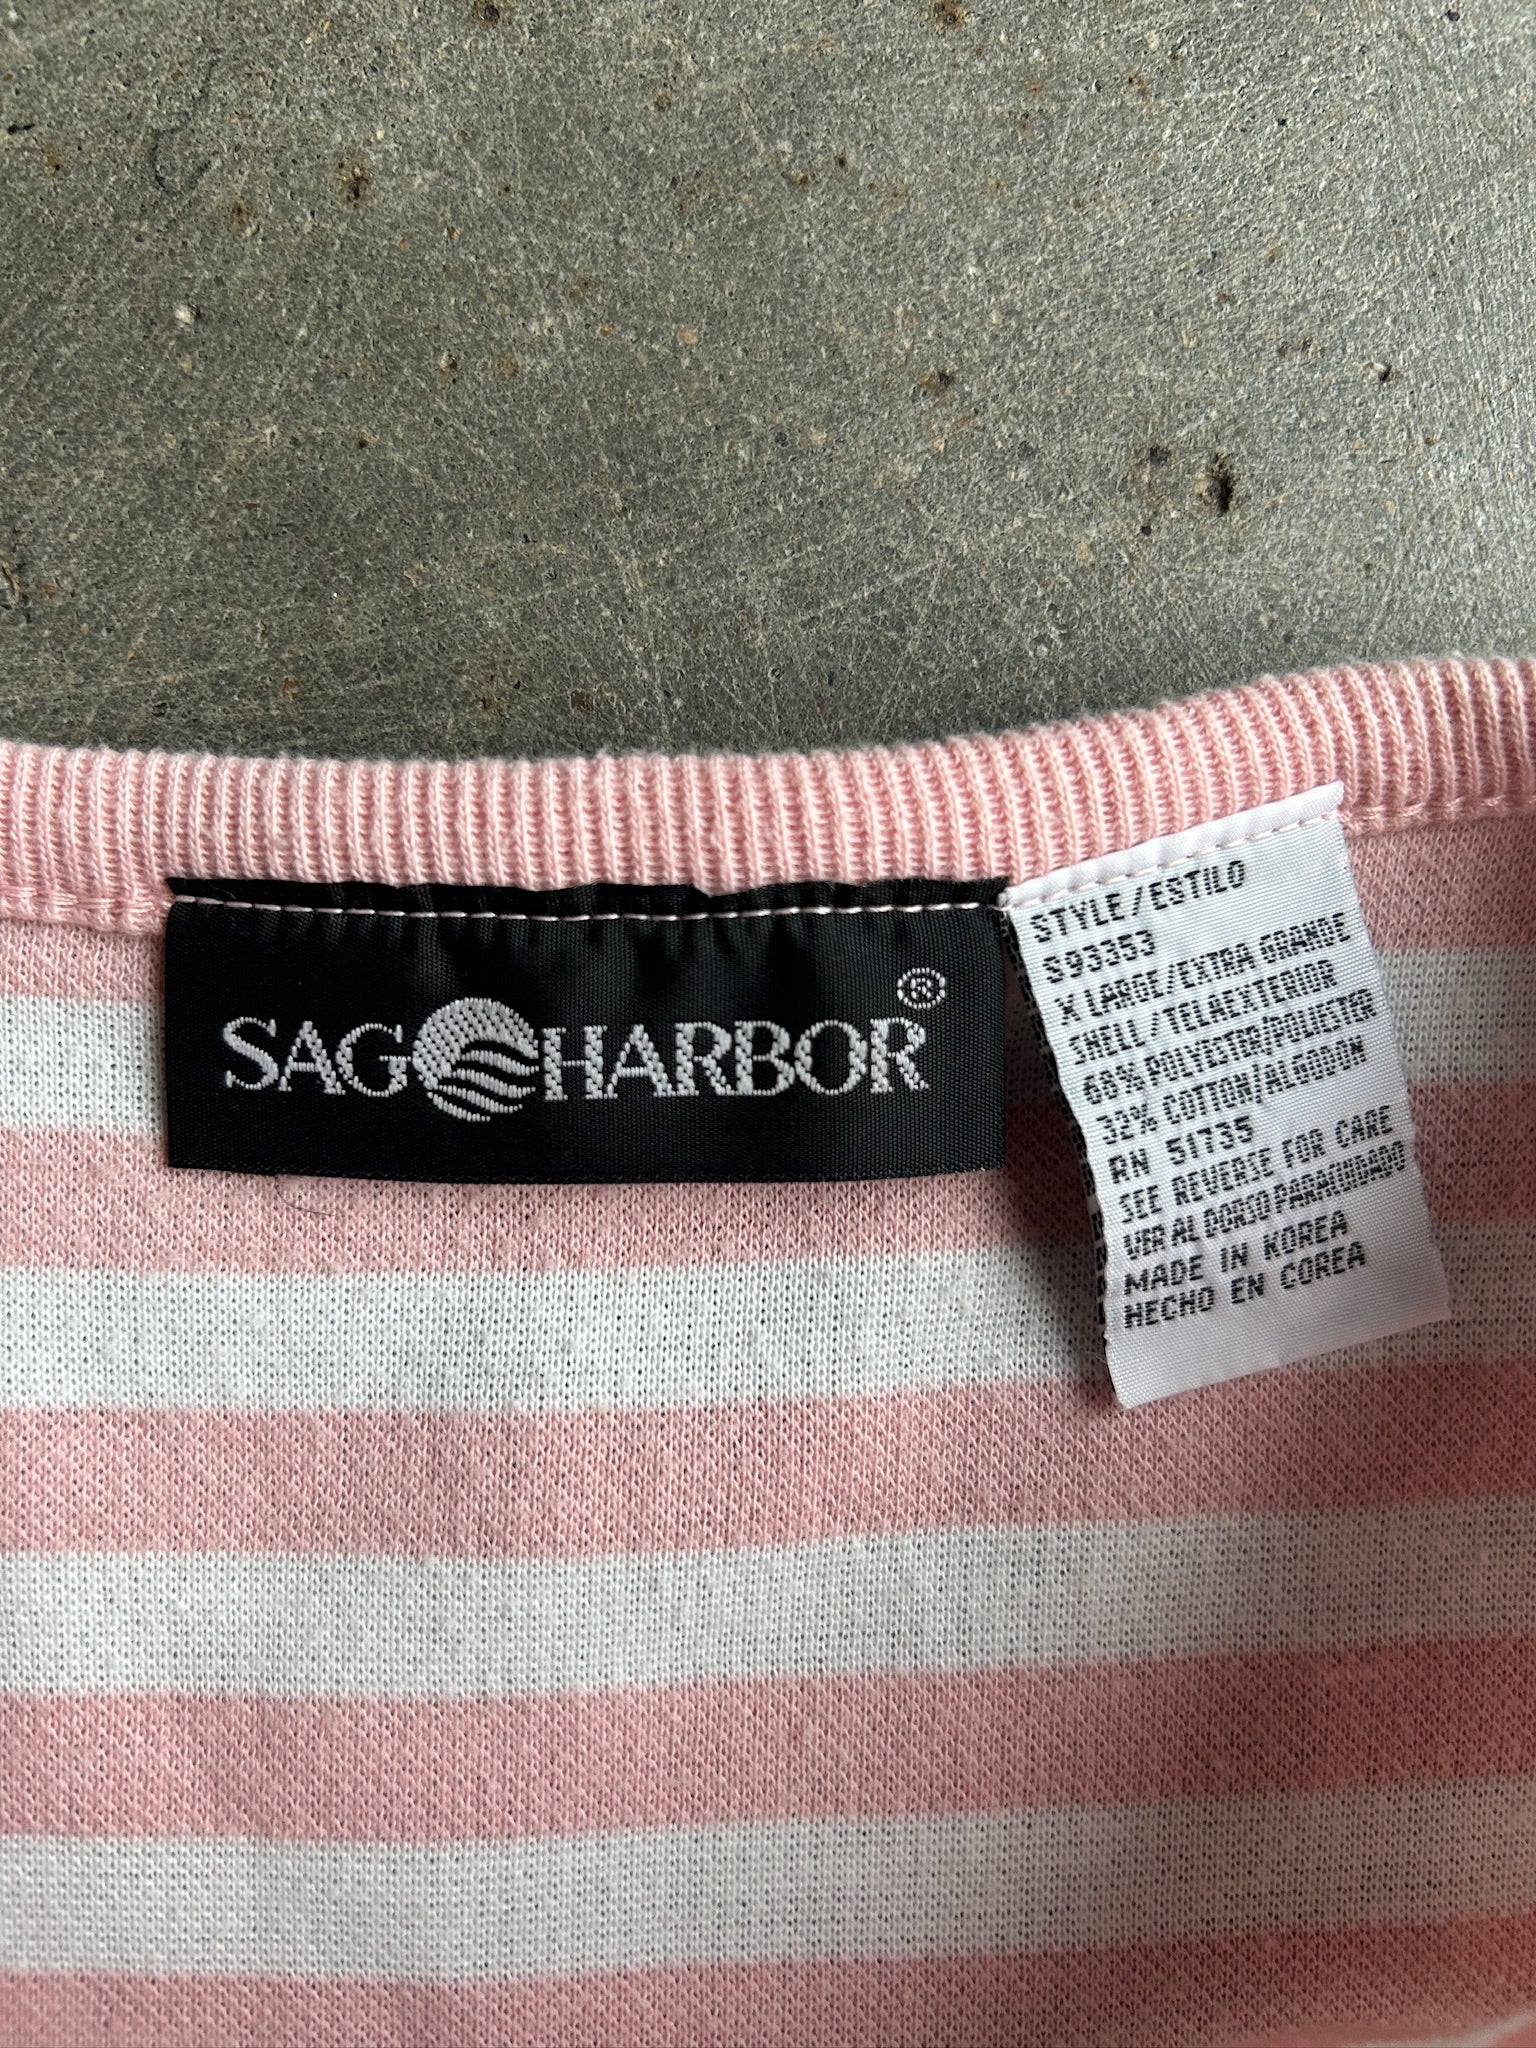 SAG HARBOR ®
STYLE/ESTILO
S93353
X LARGE/EXTRA GRANDE
SHELL/TELAEXTERIOR
68% POLYESTER/POLIESTER
32% COTTON/ALGODON
RN 51735
SEE REVERSE FOR CARE
VER AL DORSO PARACUIDADO
MADE IN KOREA
HECHO EN COREA